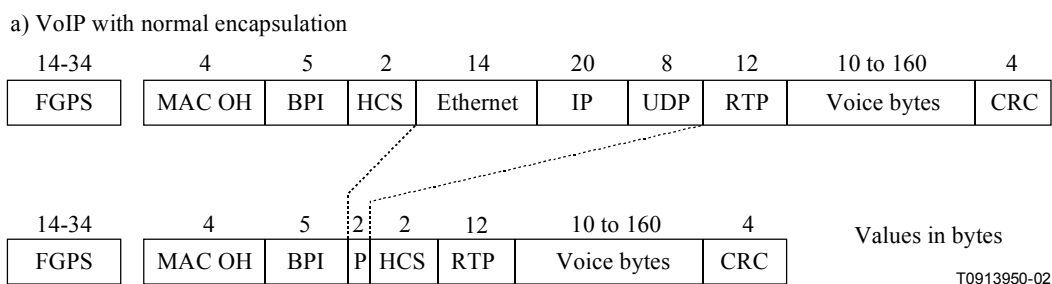 a) VoIP with normal encapsulation
14-34 4 5 2 14 20 8 12 10 to 160 4
FGPS MAC OH BPI HCS Ethernet IP UDP RTP Voice bytes CRC
14-34 4 5 2 2 12 10 to 160 4
FGPS MAC OH BPI P HCS RTP Voice bytes CRC
Values in bytes
T0913950-02